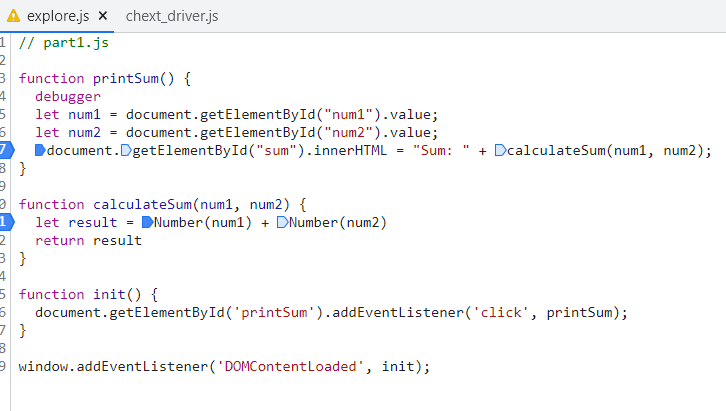 explore.js × chext_driver.js
1 // part1.js
2
3 function printSum() {
4 debugger
5 let num1 = document.getElementById("num1").value;
6 let num2 = document.getElementById("num2").value;
7 document.getElementById("sum").innerHTML = "Sum: " + calculateSum(num1, num2);
8 }
9
0 function calculateSum(num1, num2) {
1 let result = Number(num1) + Number(num2)
2 return result
3 }
4
5 function init() {
6 document.getElementById('printSum').addEventListener('click', printSum);
7 }
8
9 window.addEventListener('DOMContentLoaded', init);